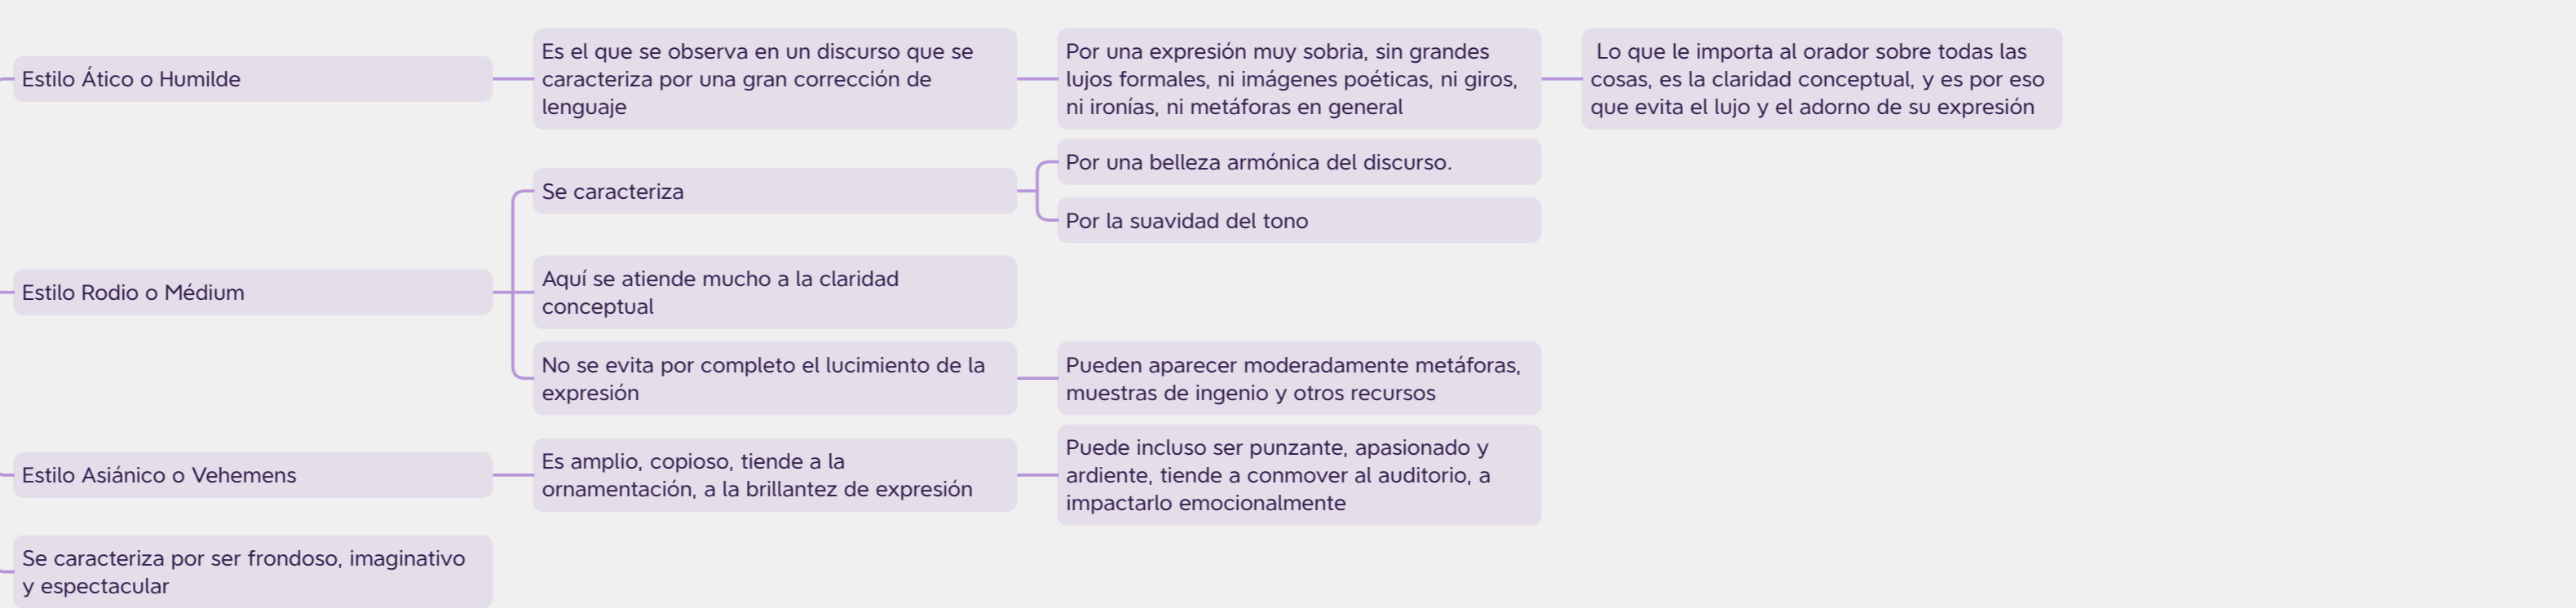 Estilo Ático o Humilde
Es el que se observa en un discurso que se
caracteriza por una gran corrección de
lenguaje
Por una expresión muy sobria, sin grandes
lujos formales, ni imágenes poéticas, ni giros,
ni ironías, ni metáforas en general
Lo que le importa al orador sobre todas las
cosas, es la claridad conceptual, y es por eso
que evita el lujo y el adorno de su expresión
Estilo Rodio o Médium
Se caracteriza
Por una belleza armónica del discurso.
Por la suavidad del tono
Aquí se atiende mucho a la claridad
conceptual
No se evita por completo el lucimiento de la
expresión
Pueden aparecer moderadamente metáforas,
muestras de ingenio y otros recursos
Estilo Asiánico o Vehemens
Es amplio, copioso, tiende a la
ornamentación, a la brillantez de expresión
Puede incluso ser punzante, apasionado y
ardiente, tiende a conmover al auditorio, a
impactarlo emocionalmente
Se caracteriza por ser frondoso, imaginativo
y espectacular